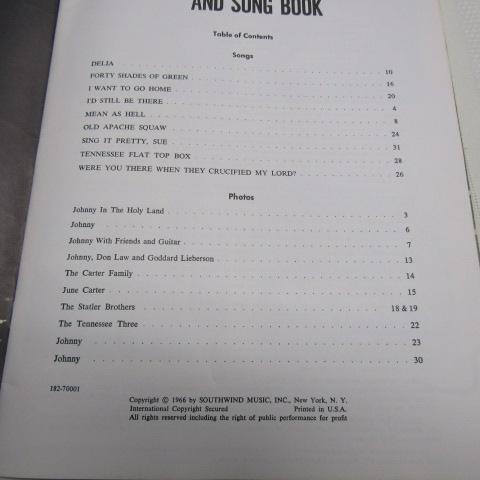 AND SONG BOOK
Table of Contents
Songs
DELIA . . . . . . . . . . 10
FORTY SHADES OF GREEN . . . . . . . . . . 16
I WANT TO GO HOME . . . . . . . . . . 20
I'D STILL BE THERE . . . . . . . . . . 4
MEAN AS HELL . . . . . . . . . . 8
OLD APACHE SQUAW . . . . . . . . . . 24
SING IT PRETTY, SUE . . . . . . . . . . 31
TENNESSEE FLAT TOP BOX . . . . . . . . . . 28
WERE YOU THERE WHEN THEY CRUCIFIED MY LORD? . . . . . . . . . . 26
Photos
Johnny In The Holy Land . . . . . . . . . . 3
Johnny . . . . . . . . . . 6
Johnny With Friends and Guitar . . . . . . . . . . 7
Johnny, Don Law and Goddard Lieberson . . . . . . . . . . 13
The Carter Family . . . . . . . . . . 14
June Carter . . . . . . . . . . 15
The Statler Brothers . . . . . . . . . . 18 & 19
The Tennessee Three . . . . . . . . . . 22
Johnny . . . . . . . . . . 23
Johnny . . . . . . . . . . 30
182-70001
Copyright © 1966 by SOUTHWIND MUSIC, INC., New York, N. Y.
International Copyright Secured Printed in U.S.A.
All rights reserved including the right of public performance for profit